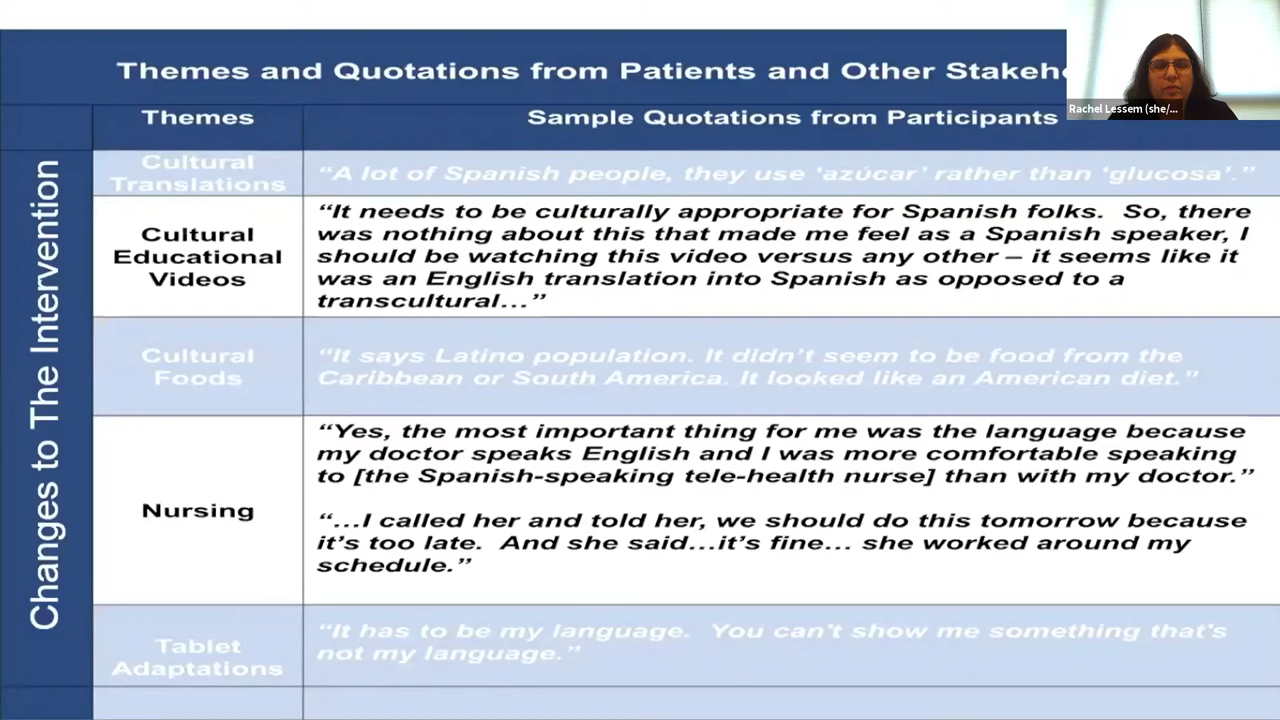 Themes and Quotations from Patients and Other
Rachel Lessem (she/...
Themes
Sample Quotations from Participants
Changes to The Intervention
Cultural
Translations
“A lot of Spanish people, they use ‘azúcar’ rather than ‘glucosa’.”
Cultural
Educational
Videos
“It needs to be culturally appropriate for Spanish folks. So, there
was nothing about this that made me feel as a Spanish speaker, I
should be watching this video versus any other – it seems like it
was an English translation into Spanish as opposed to a
transcultural…”
Cultural
Foods
“It says Latino population. It didn’t seem to be food from the
Caribbean or South America. It looked like an American diet.”
Nursing
“Yes, the most important thing for me was the language because
my doctor speaks English and I was more comfortable speaking
to [the Spanish-speaking tele-health nurse] than with my doctor.”
“…I called her and told her, we should do this tomorrow because
it’s too late. And she said…it’s fine… she worked around my
schedule.”
Tablet
Adaptations
“It has to be my language. You can't show me something that's
not my language.”